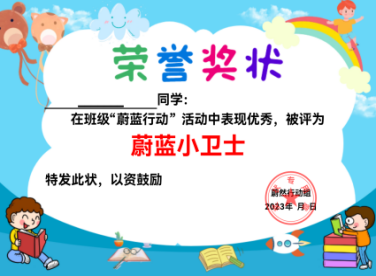 荣誉奖状
同学：
在班级“蔚蓝行动”活动中表现优秀，被评为
蔚蓝小卫士
特发此状，以资鼓励
蔚然行动组
2023年 月 日